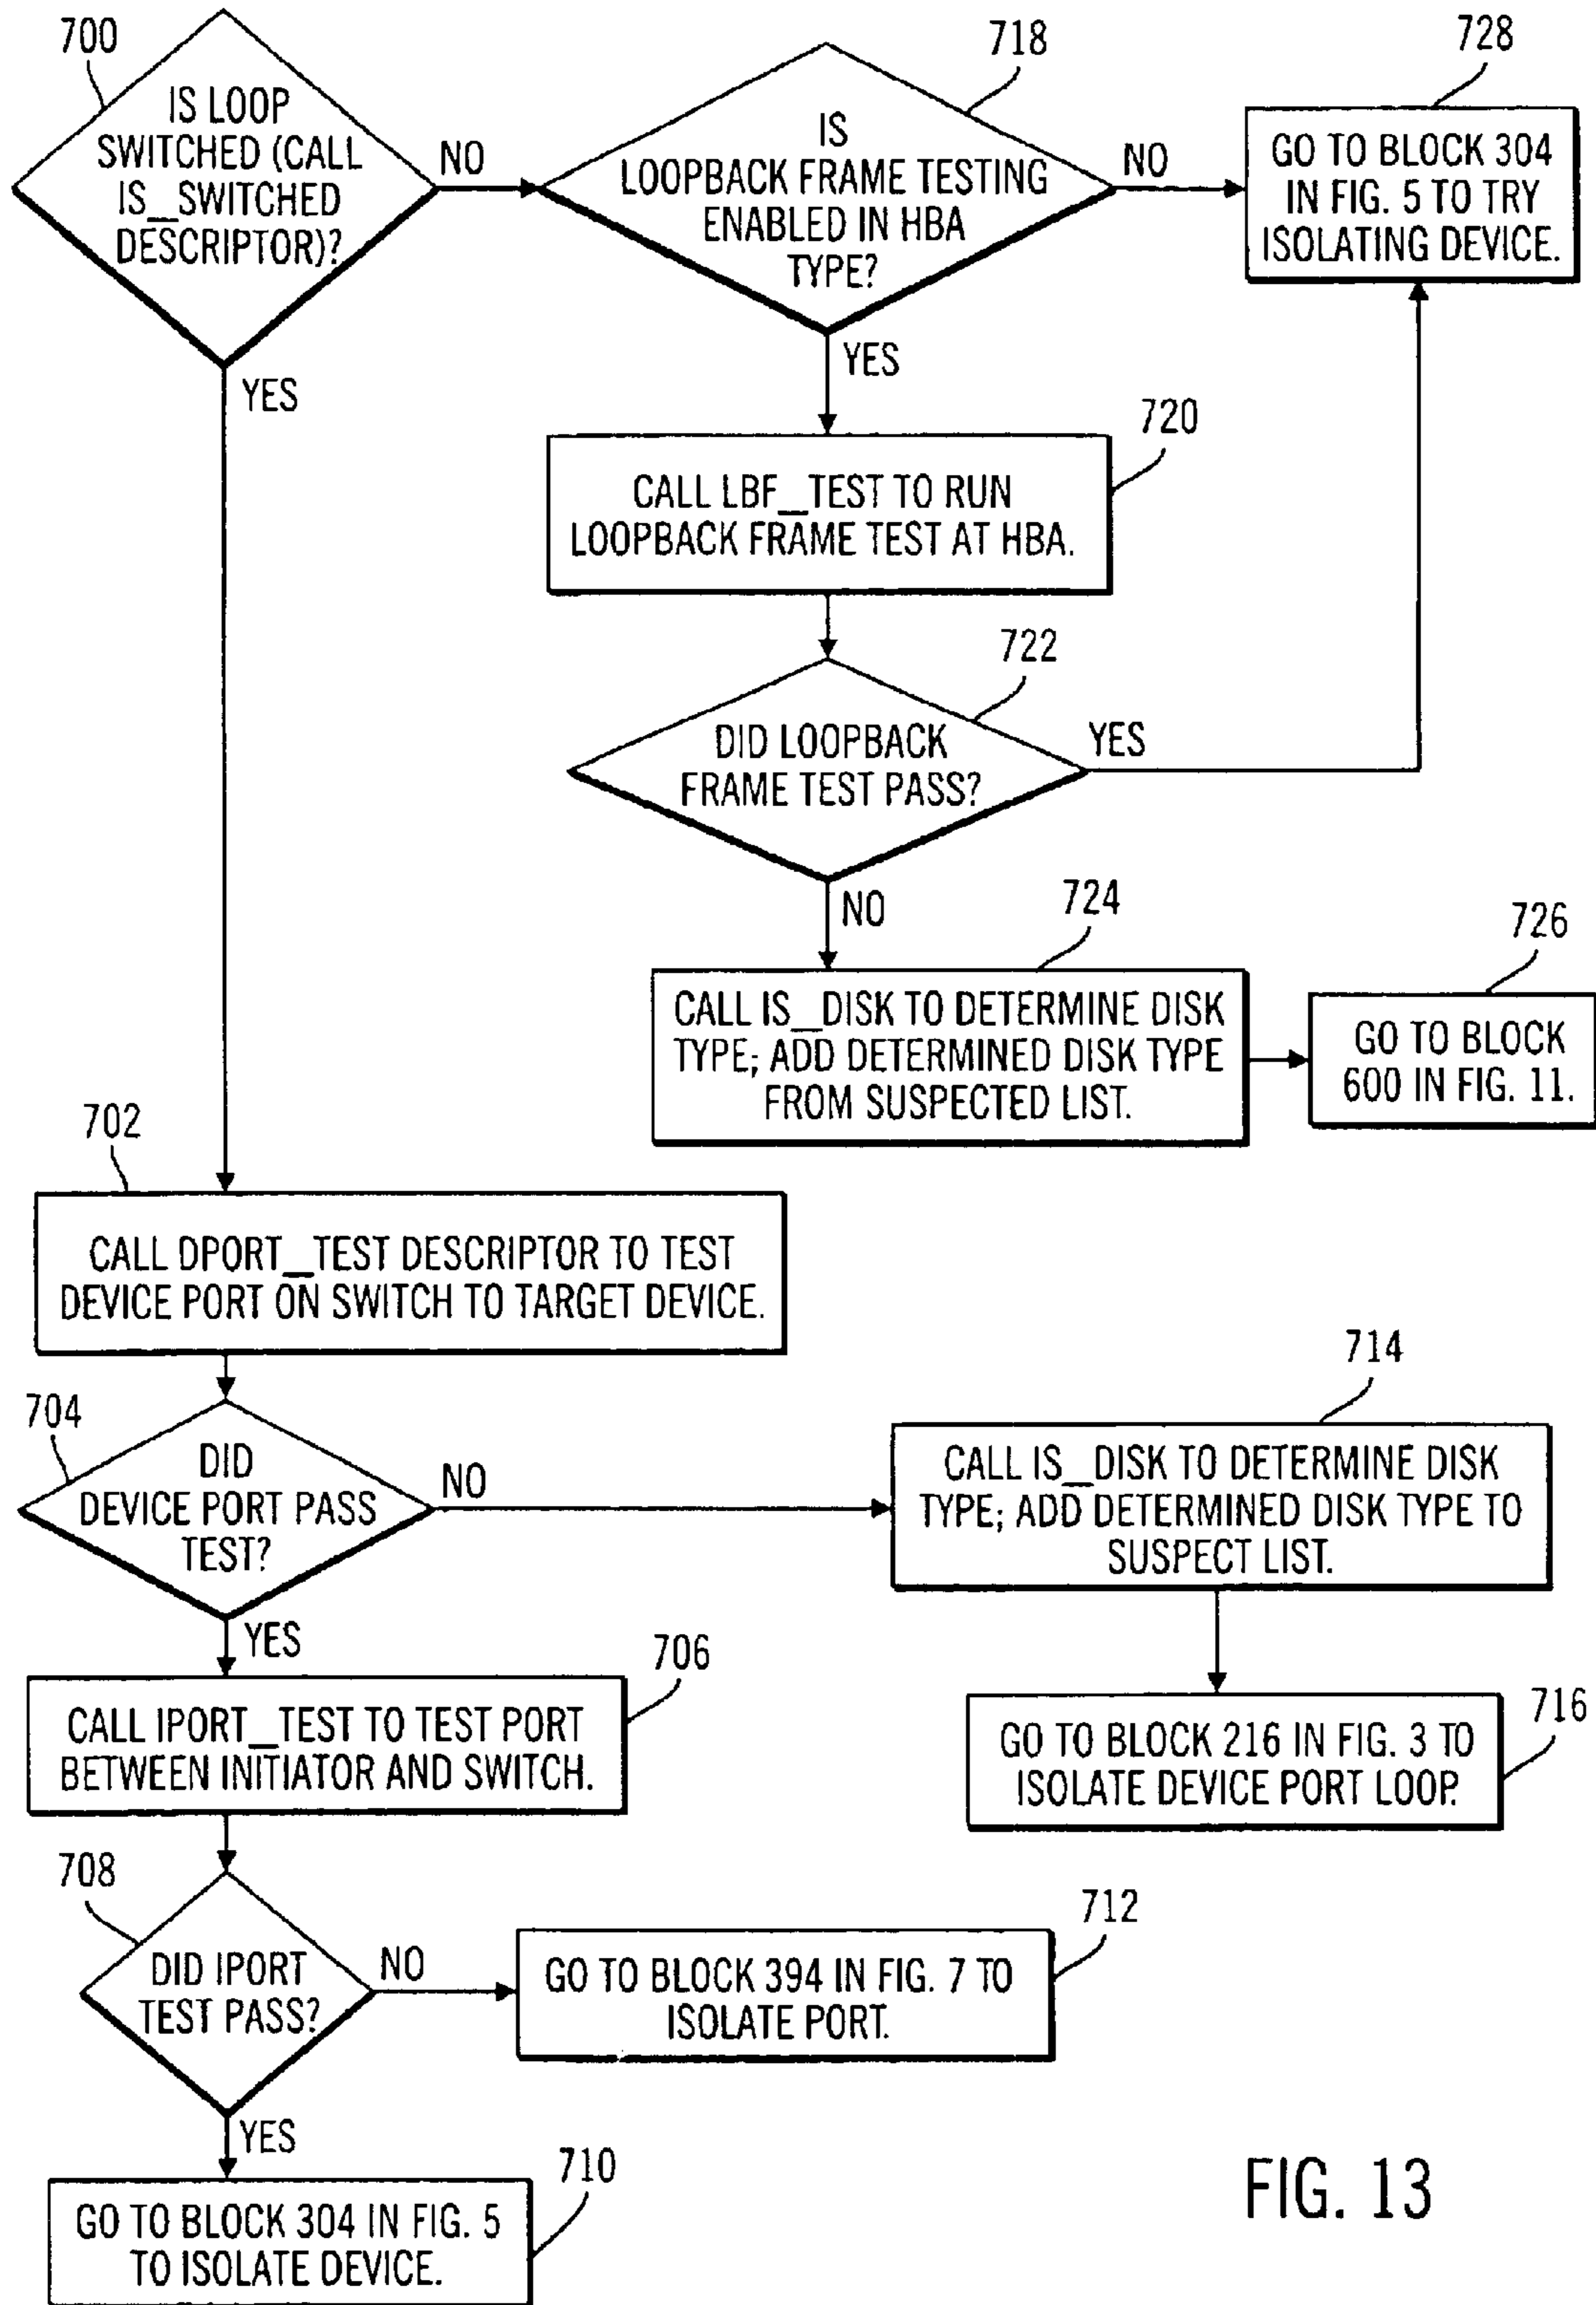 700
IS LOOP
SWITCHED (CALL
IS_SWITCHED
DESCRIPTOR)?
NO
YES
718
IS
LOOPBACK FRAME TESTING
ENABLED IN HBA
TYPE?
NO
YES
728
GO TO BLOCK 304
IN FIG. 5 TO TRY
ISOLATING DEVICE.
720
CALL LBF_TEST TO RUN
LOOPBACK FRAME TEST AT HBA.
722
DID LOOPBACK
FRAME TEST PASS?
YES
NO
724
CALL IS_DISK TO DETERMINE DISK
TYPE; ADD DETERMINED DISK TYPE
FROM SUSPECTED LIST.
726
GO TO BLOCK
600 IN FIG. 11.
702
CALL DPORT_TEST DESCRIPTOR TO TEST
DEVICE PORT ON SWITCH TO TARGET DEVICE.
704
DID
DEVICE PORT PASS
TEST?
NO
YES
714
CALL IS_DISK TO DETERMINE DISK
TYPE; ADD DETERMINED DISK TYPE TO
SUSPECT LIST.
716
GO TO BLOCK 216 IN FIG. 3 TO
ISOLATE DEVICE PORT LOOP.
706
CALL IPORT_TEST TO TEST PORT
BETWEEN INITIATOR AND SWITCH.
708
DID IPORT
TEST PASS?
NO
YES
712
GO TO BLOCK 394 IN FIG. 7 TO
ISOLATE PORT.
710
GO TO BLOCK 304 IN FIG. 5
TO ISOLATE DEVICE.
FIG. 13